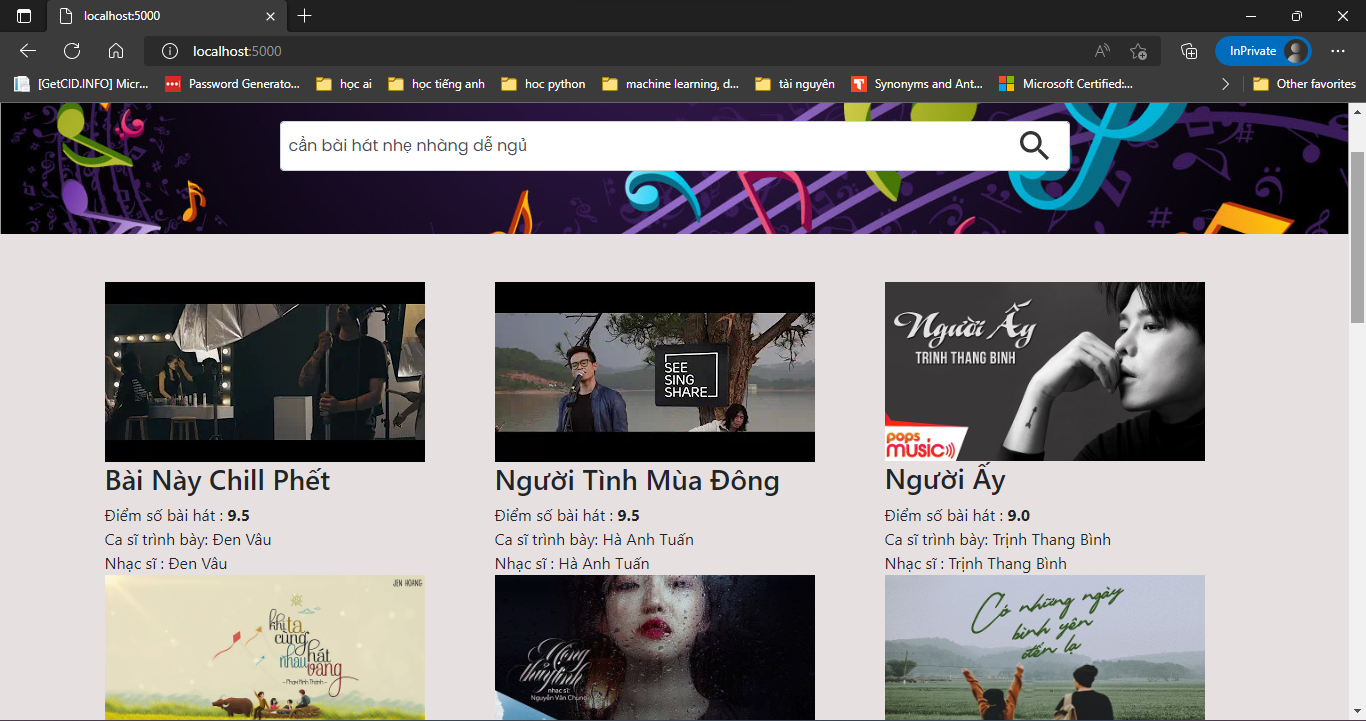 localhost:5000
localhost:5000
InPrivate
[GetCID.INFO] Micr...
Password Generato...
học ai
học tiếng anh
hoc python
machine learning, d...
tài nguyên
Synonyms and Ant...
Microsoft Certified:...
Other favorites
cần bài hát nhẹ nhàng dễ ngủ
SEE
SING
SHARE
Người Ấy
TRINH THANG BINH
POPS
MUSIC
Bài Này Chill Phết
Điểm số bài hát : 9.5
Ca sĩ trình bày: Đen Vâu
Nhạc sĩ : Đen Vâu
Người Tình Mùa Đông
Điểm số bài hát : 9.5
Ca sĩ trình bày: Hà Anh Tuấn
Nhạc sĩ : Hà Anh Tuấn
Người Ấy
Điểm số bài hát : 9.0
Ca sĩ trình bày: Trịnh Thang Bình
Nhạc sĩ : Trịnh Thang Bình
JEN HOANG
khi ta
cùng
nhau hát
vang
- Phan Mạnh Quỳnh -
Mộng
thủy tinh
nhạc sĩ:
Nguyễn Văn Chung
Có những ngày
bình yên
đến lạ